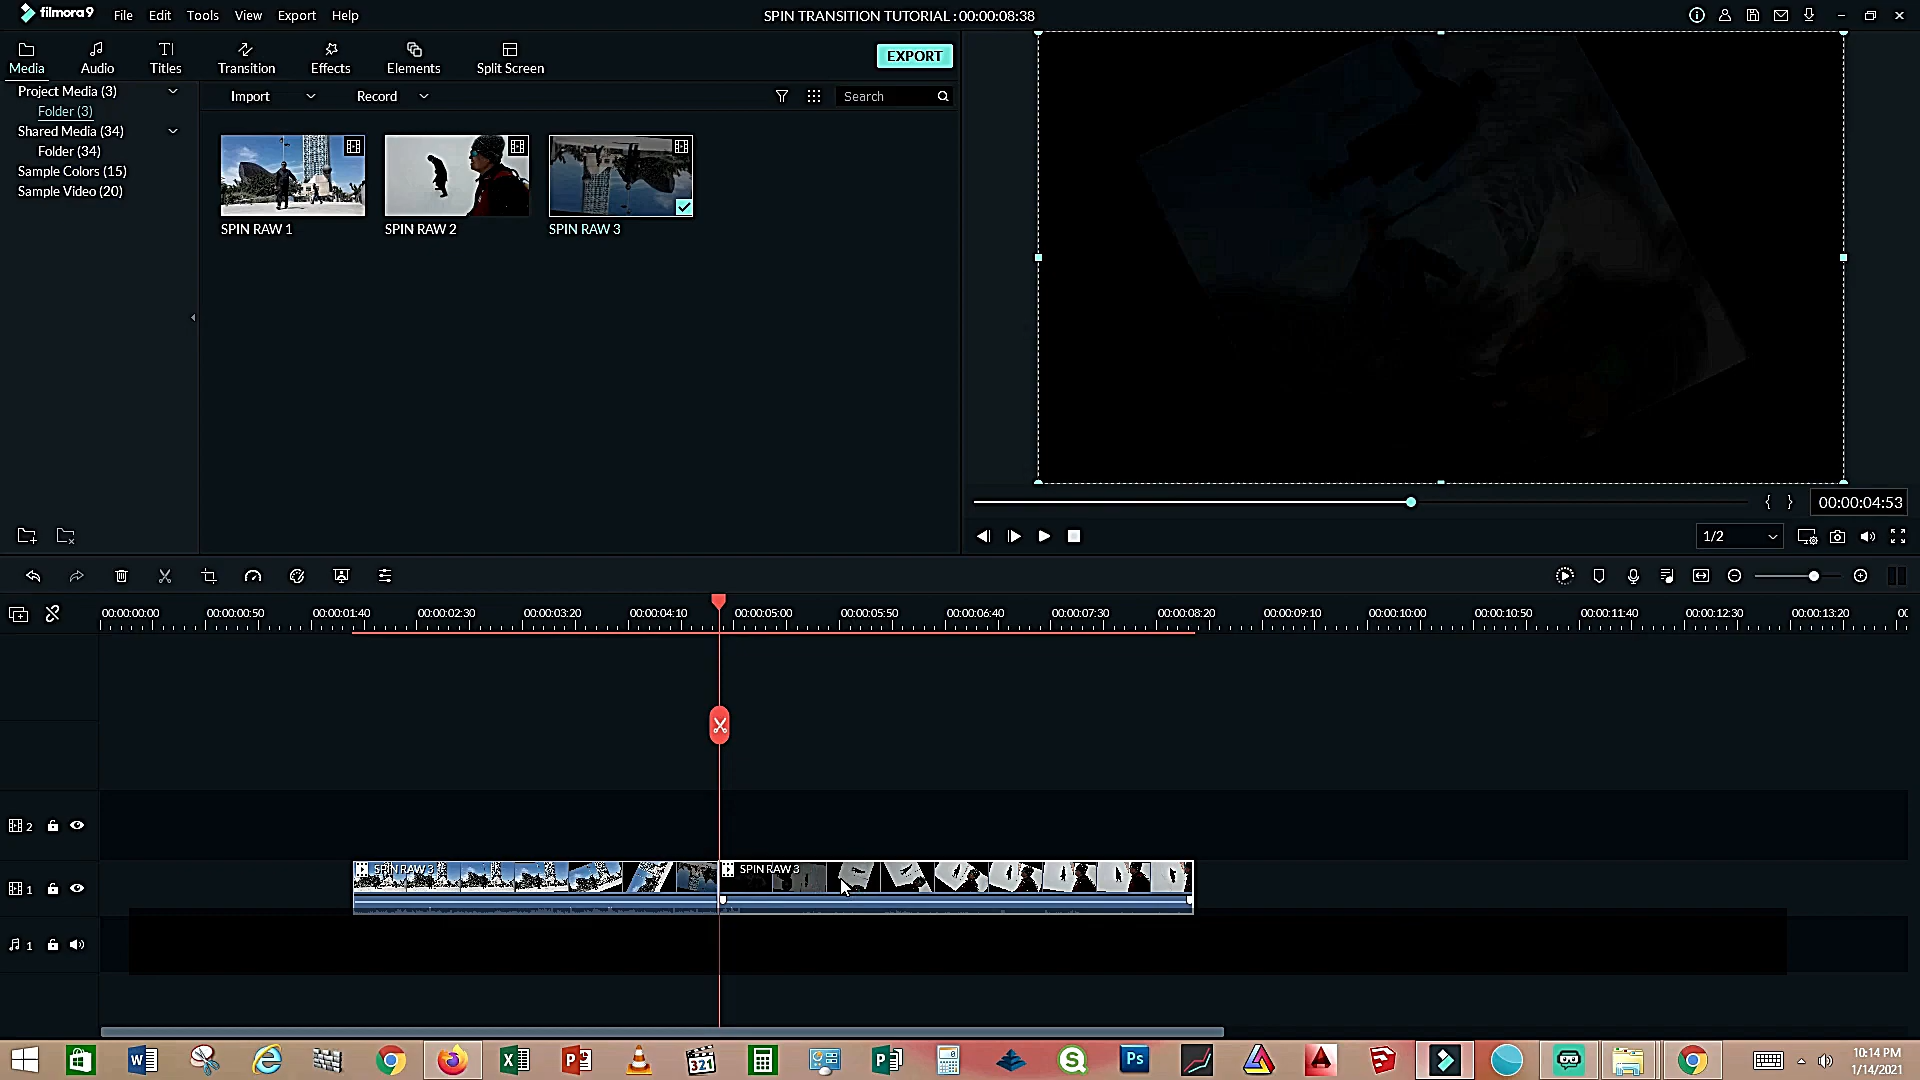 filmora9 File Edit Tools View Export Help SPIN TRANSITION TUTORIAL : 00:00:08:38
Media Audio Titles Transition Effects Elements Split Screen EXPORT
Project Media (3)
Folder (3)
Shared Media (34)
Folder (34)
Sample Colors (15)
Sample Video (20)
Import Record Search
SPIN RAW 1 SPIN RAW 2 SPIN RAW 3
00:00:04:53
1/2
00:00:00:00 00:00:00:50 00:00:01:40 00:00:02:30 00:00:03:20 00:00:04:10 00:00:05:00 00:00:05:50 00:00:06:40 00:00:07:30 00:00:08:20 00:00:09:10 00:00:10:00 00:00:10:50 00:00:11:40 00:00:12:30 00:00:13:20
2
SPIN RAW 3 SPIN RAW 3
1
1
321 Ps
10:14 PM
1/14/2021